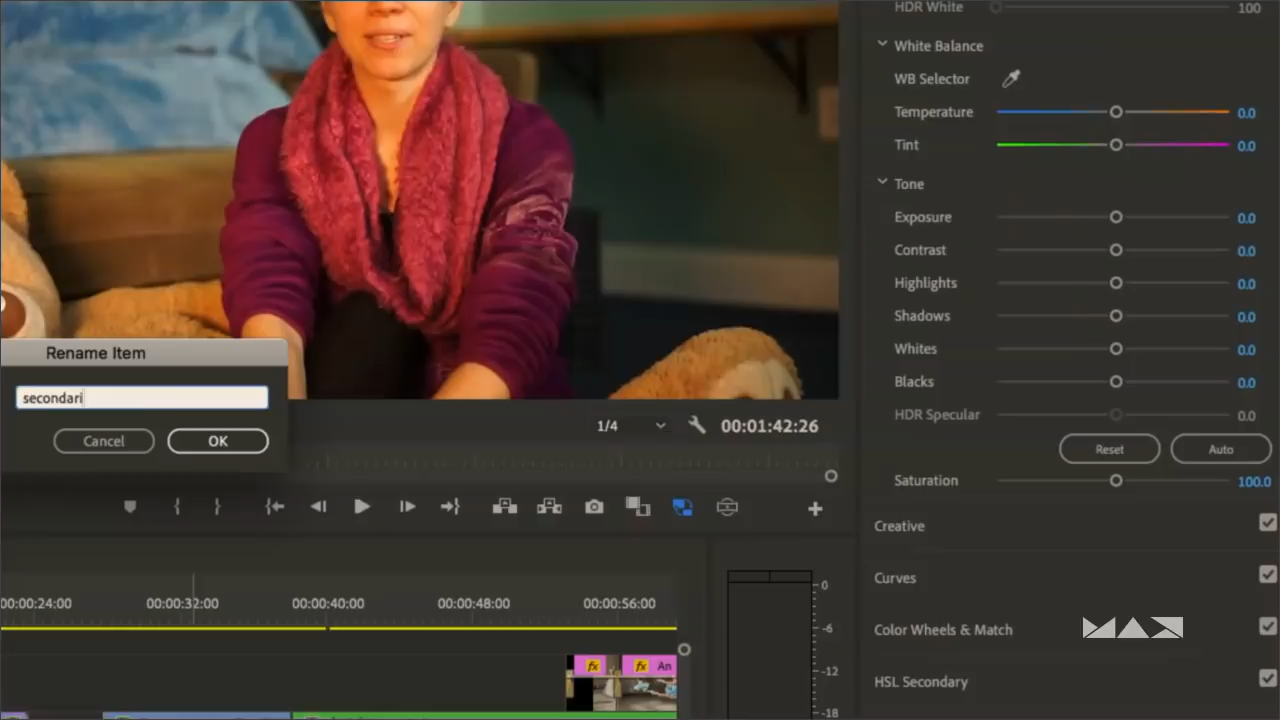 HDR White 100
White Balance
WB Selector
Temperature 0.0
Tint 0.0
Tone
Exposure 0.0
Contrast 0.0
Highlights 0.0
Shadows 0.0
Whites 0.0
Blacks 0.0
HDR Specular 0.0
Reset Auto
Saturation 100.0
Creative
Curves
Color Wheels & Match
HSL Secondary
Rename Item
secondari
Cancel OK
1/4 00:01:42:26
00:00:24:00 00:00:32:00 00:00:40:00 00:00:48:00 00:00:56:00
fx fx An
0
-6
-12
-18
MAX